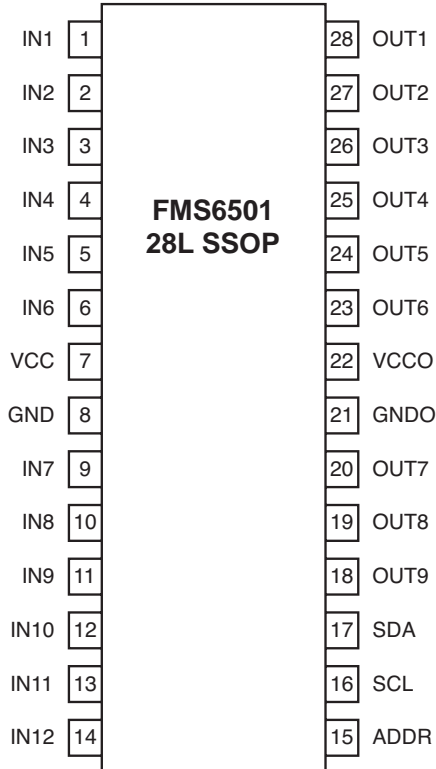 IN1 1 28 OUT1
IN2 2 27 OUT2
IN3 3 26 OUT3
IN4 4 25 OUT4
FMS6501
28L SSOP
IN5 5 24 OUT5
IN6 6 23 OUT6
VCC 7 22 VCCO
GND 8 21 GNDO
IN7 9 20 OUT7
IN8 10 19 OUT8
IN9 11 18 OUT9
IN10 12 17 SDA
IN11 13 16 SCL
IN12 14 15 ADDR